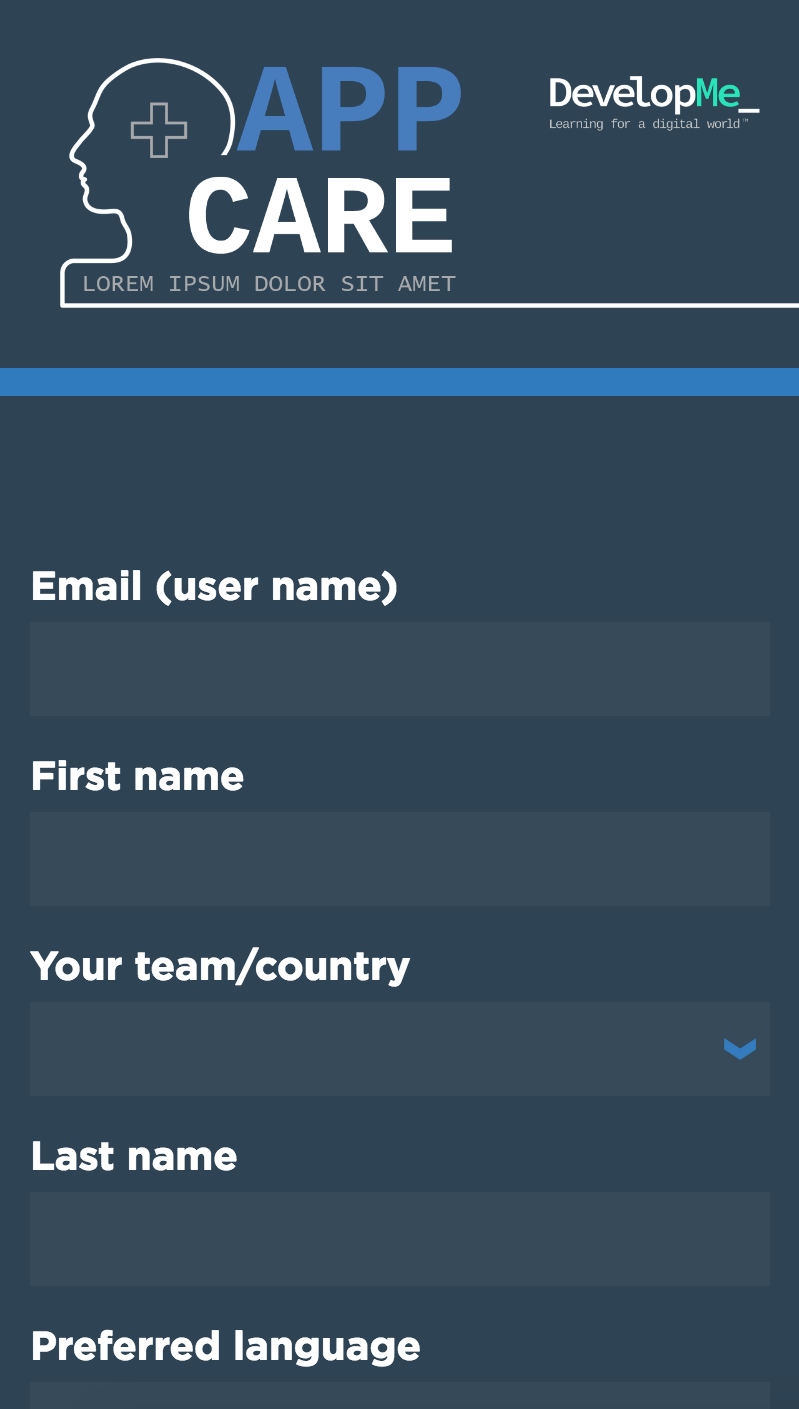 APP
CARE
LOREM IPSUM DOLOR SIT AMET
DevelopMe_
Learning for a digital world™
Email (user name)
First name
Your team/country
Last name
Preferred language